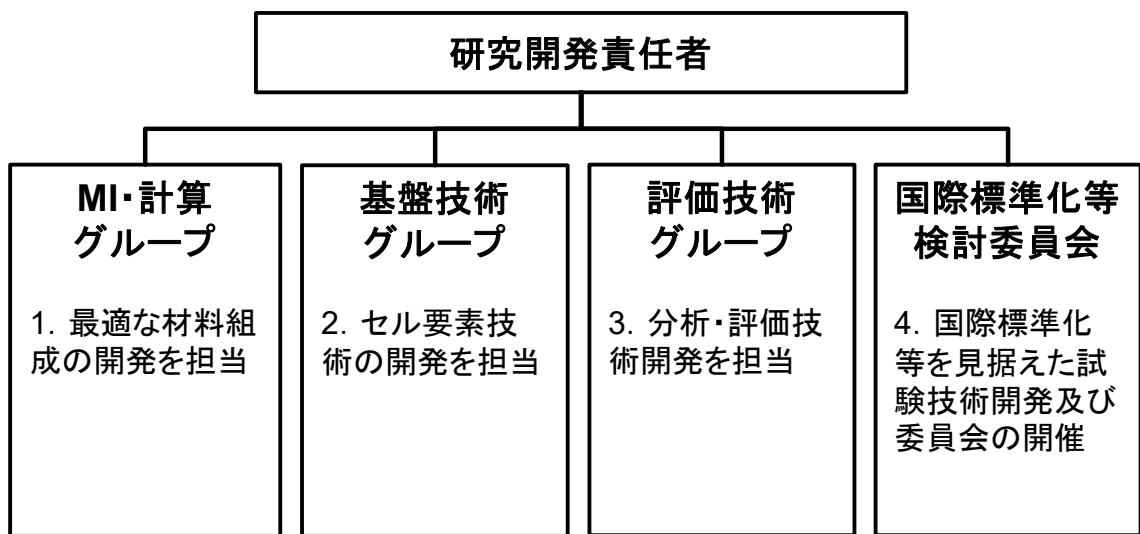 研究開発責任者
MI・計算
グループ
1. 最適な材料組
成の開発を担当
基盤技術
グループ
2. セル要素技
術の開発を担当
評価技術
グループ
3. 分析・評価技
術開発を担当
国際標準化等
検討委員会
4. 国際標準化
等を見据えた試
験技術開発及び
委員会の開催